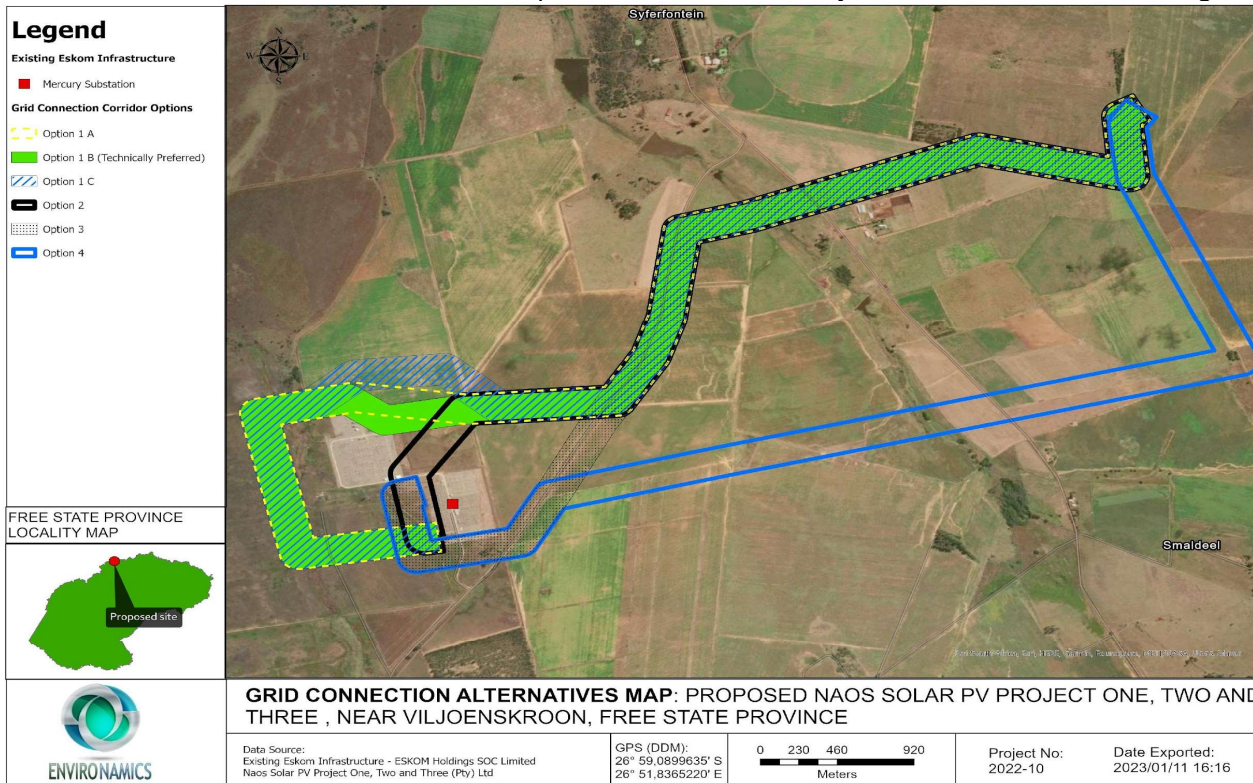 Legend
Existing Eskom Infrastructure
Mercury Substation
Grid Connection Corridor Options
Option 1 A
Option 1 B (Technically Preferred)
Option 1 C
Option 2
Option 3
Option 4
FREE STATE PROVINCE
LOCALITY MAP
Proposed site
ENVIRONAMICS
N
W
E
S
Syferfontein
Smaldeel
GRID CONNECTION ALTERNATIVES MAP: PROPOSED NAOS SOLAR PV PROJECT ONE, TWO AND
THREE , NEAR VILJOENSKROON, FREE STATE PROVINCE
Data Source:
Existing Eskom Infrastructure - ESKOM Holdings SOC Limited
Naos Solar PV Project One, Two and Three (Pty) Ltd
GPS (DDM):
26° 59,0899635' S
26° 51,8365220' E
0 230 460 920
Meters
Project No:
2022-10
Date Exported:
2023/01/11 16:16